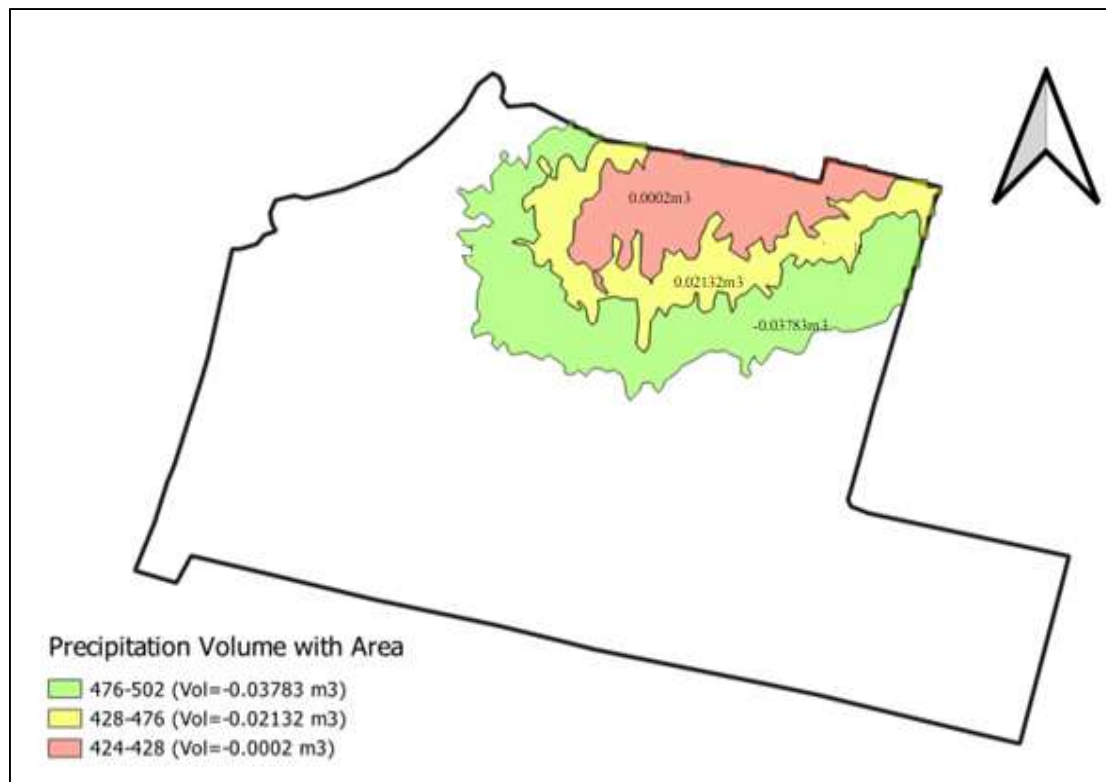 0.0002m3
0.02132m3
-0.03783m3
Precipitation Volume with Area
476-502 (Vol=-0.03783 m3)
428-476 (Vol=-0.02132 m3)
424-428 (Vol=-0.0002 m3)